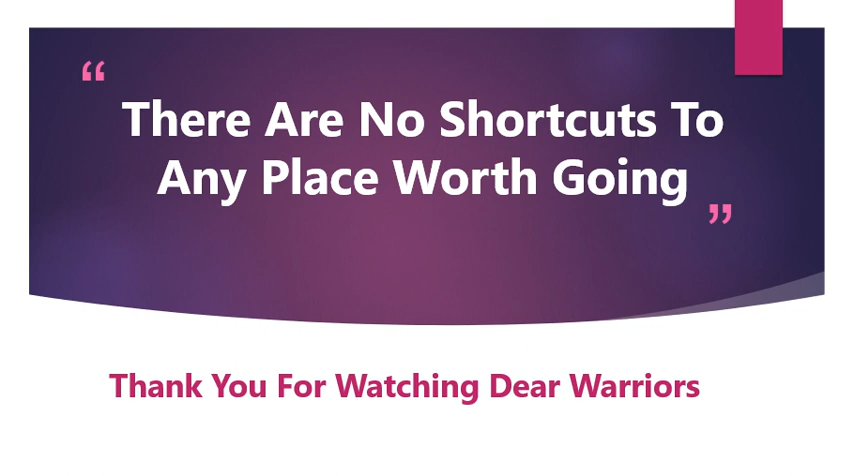 “
There Are No Shortcuts To
Any Place Worth Going
”
Thank You For Watching Dear Warriors